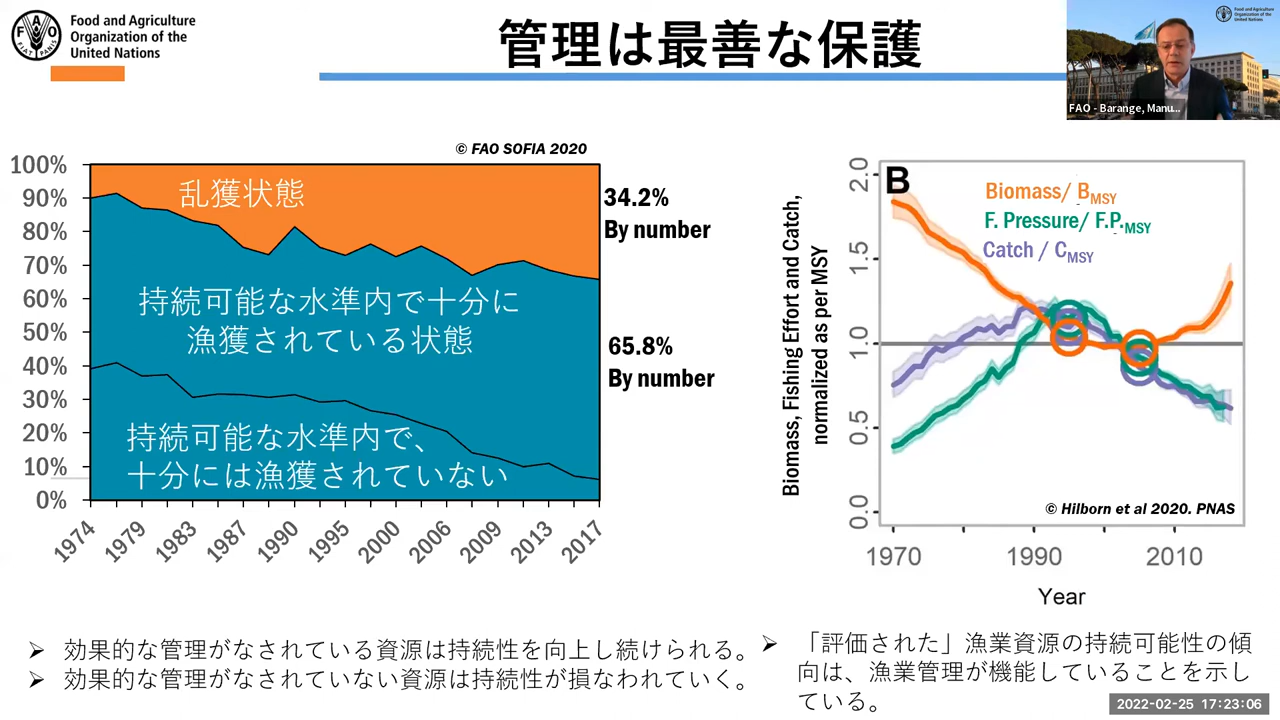 Food and Agriculture
Organization of the
United Nations
管理は最善な保護
Food and Agriculture
Organization of the
United Nations
FAO - Barange, Manu...
© FAO SOFIA 2020
100%
90%
80%
70%
60%
50%
40%
30%
20%
10%
0%
乱獲状態
持続可能な水準内で十分に
漁獲されている状態
持続可能な水準内で、
十分には漁獲されていない
34.2%
By number
65.8%
By number
1974
1979
1983
1987
1990
1995
2000
2006
2009
2013
2017
Biomass, Fishing Effort and Catch,
normalized as per MSY
2.0
1.5
1.0
0.5
0.0
B
Biomass/ BMSY
F. Pressure/ F.P.MSY
Catch / CMSY
© Hilborn et al 2020. PNAS
1970
1990
2010
Year
➢ 効果的な管理がなされている資源は持続性を向上し続けられる。
➢ 効果的な管理がなされていない資源は持続性が損なわれていく。
➢ 「評価された」漁業資源の持続可能性の傾
向は、漁業管理が機能していることを示し
ている。
2022-02-25 17:23:06